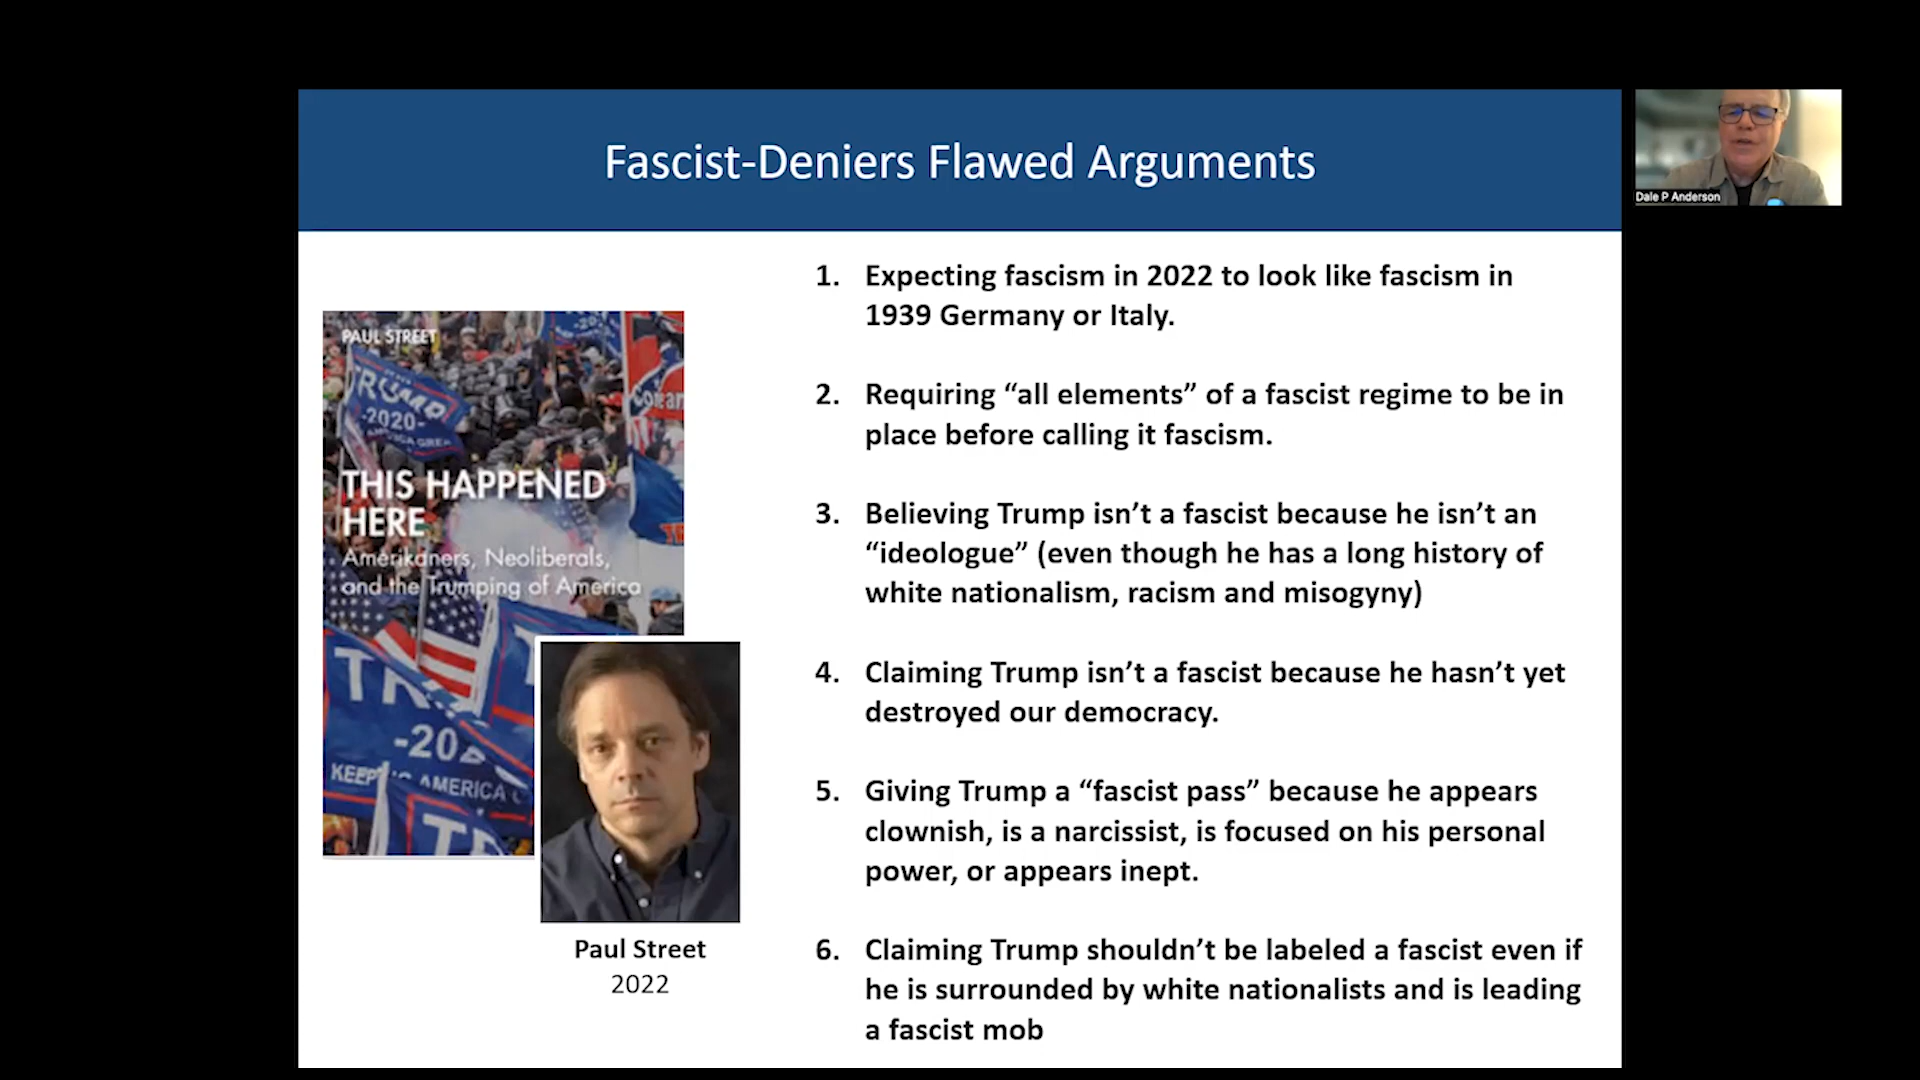 Fascist-Deniers Flawed Arguments
Dale P Anderson
PAUL STREET
TRUMP
-2020-
THIS HAPPENED
HERE
Amerikaners, Neoliberals,
and the Trumping of America
KEEP AMERICA
Paul Street
2022
1. Expecting fascism in 2022 to look like fascism in
1939 Germany or Italy.
2. Requiring “all elements” of a fascist regime to be in
place before calling it fascism.
3. Believing Trump isn’t a fascist because he isn’t an
“ideologue” (even though he has a long history of
white nationalism, racism and misogyny)
4. Claiming Trump isn’t a fascist because he hasn’t yet
destroyed our democracy.
5. Giving Trump a “fascist pass” because he appears
clownish, is a narcissist, is focused on his personal
power, or appears inept.
6. Claiming Trump shouldn’t be labeled a fascist even if
he is surrounded by white nationalists and is leading
a fascist mob